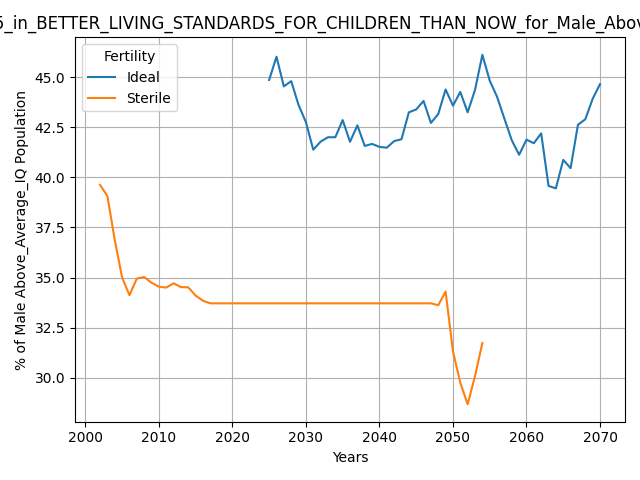 5_in_BETTER_LIVING_STANDARDS_FOR_CHILDREN_THAN_NOW_for_Male_Above
Fertility
Ideal
Sterile
% of Male Above_Average_IQ Population
45.0
42.5
40.0
37.5
35.0
32.5
30.0
2000 2010 2020 2030 2040 2050 2060 2070
Years